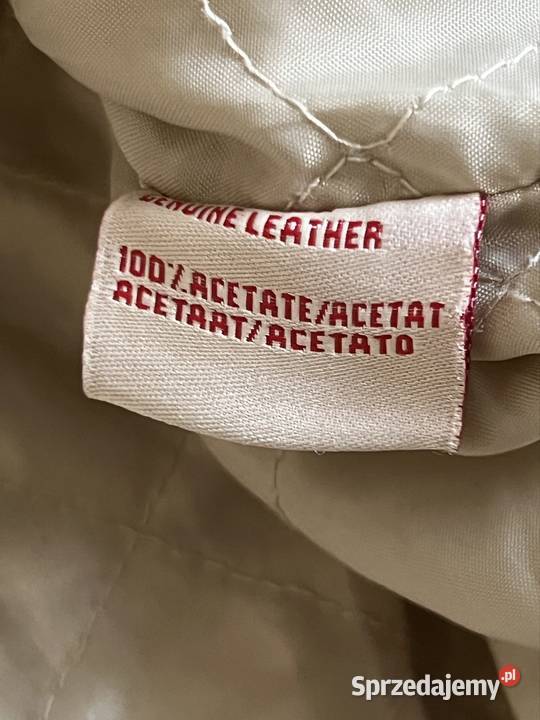 GENUINE LEATHER
100% ACETATE/ACETAT
ACETAAT/ACETATO
Sprzedajemy.pl